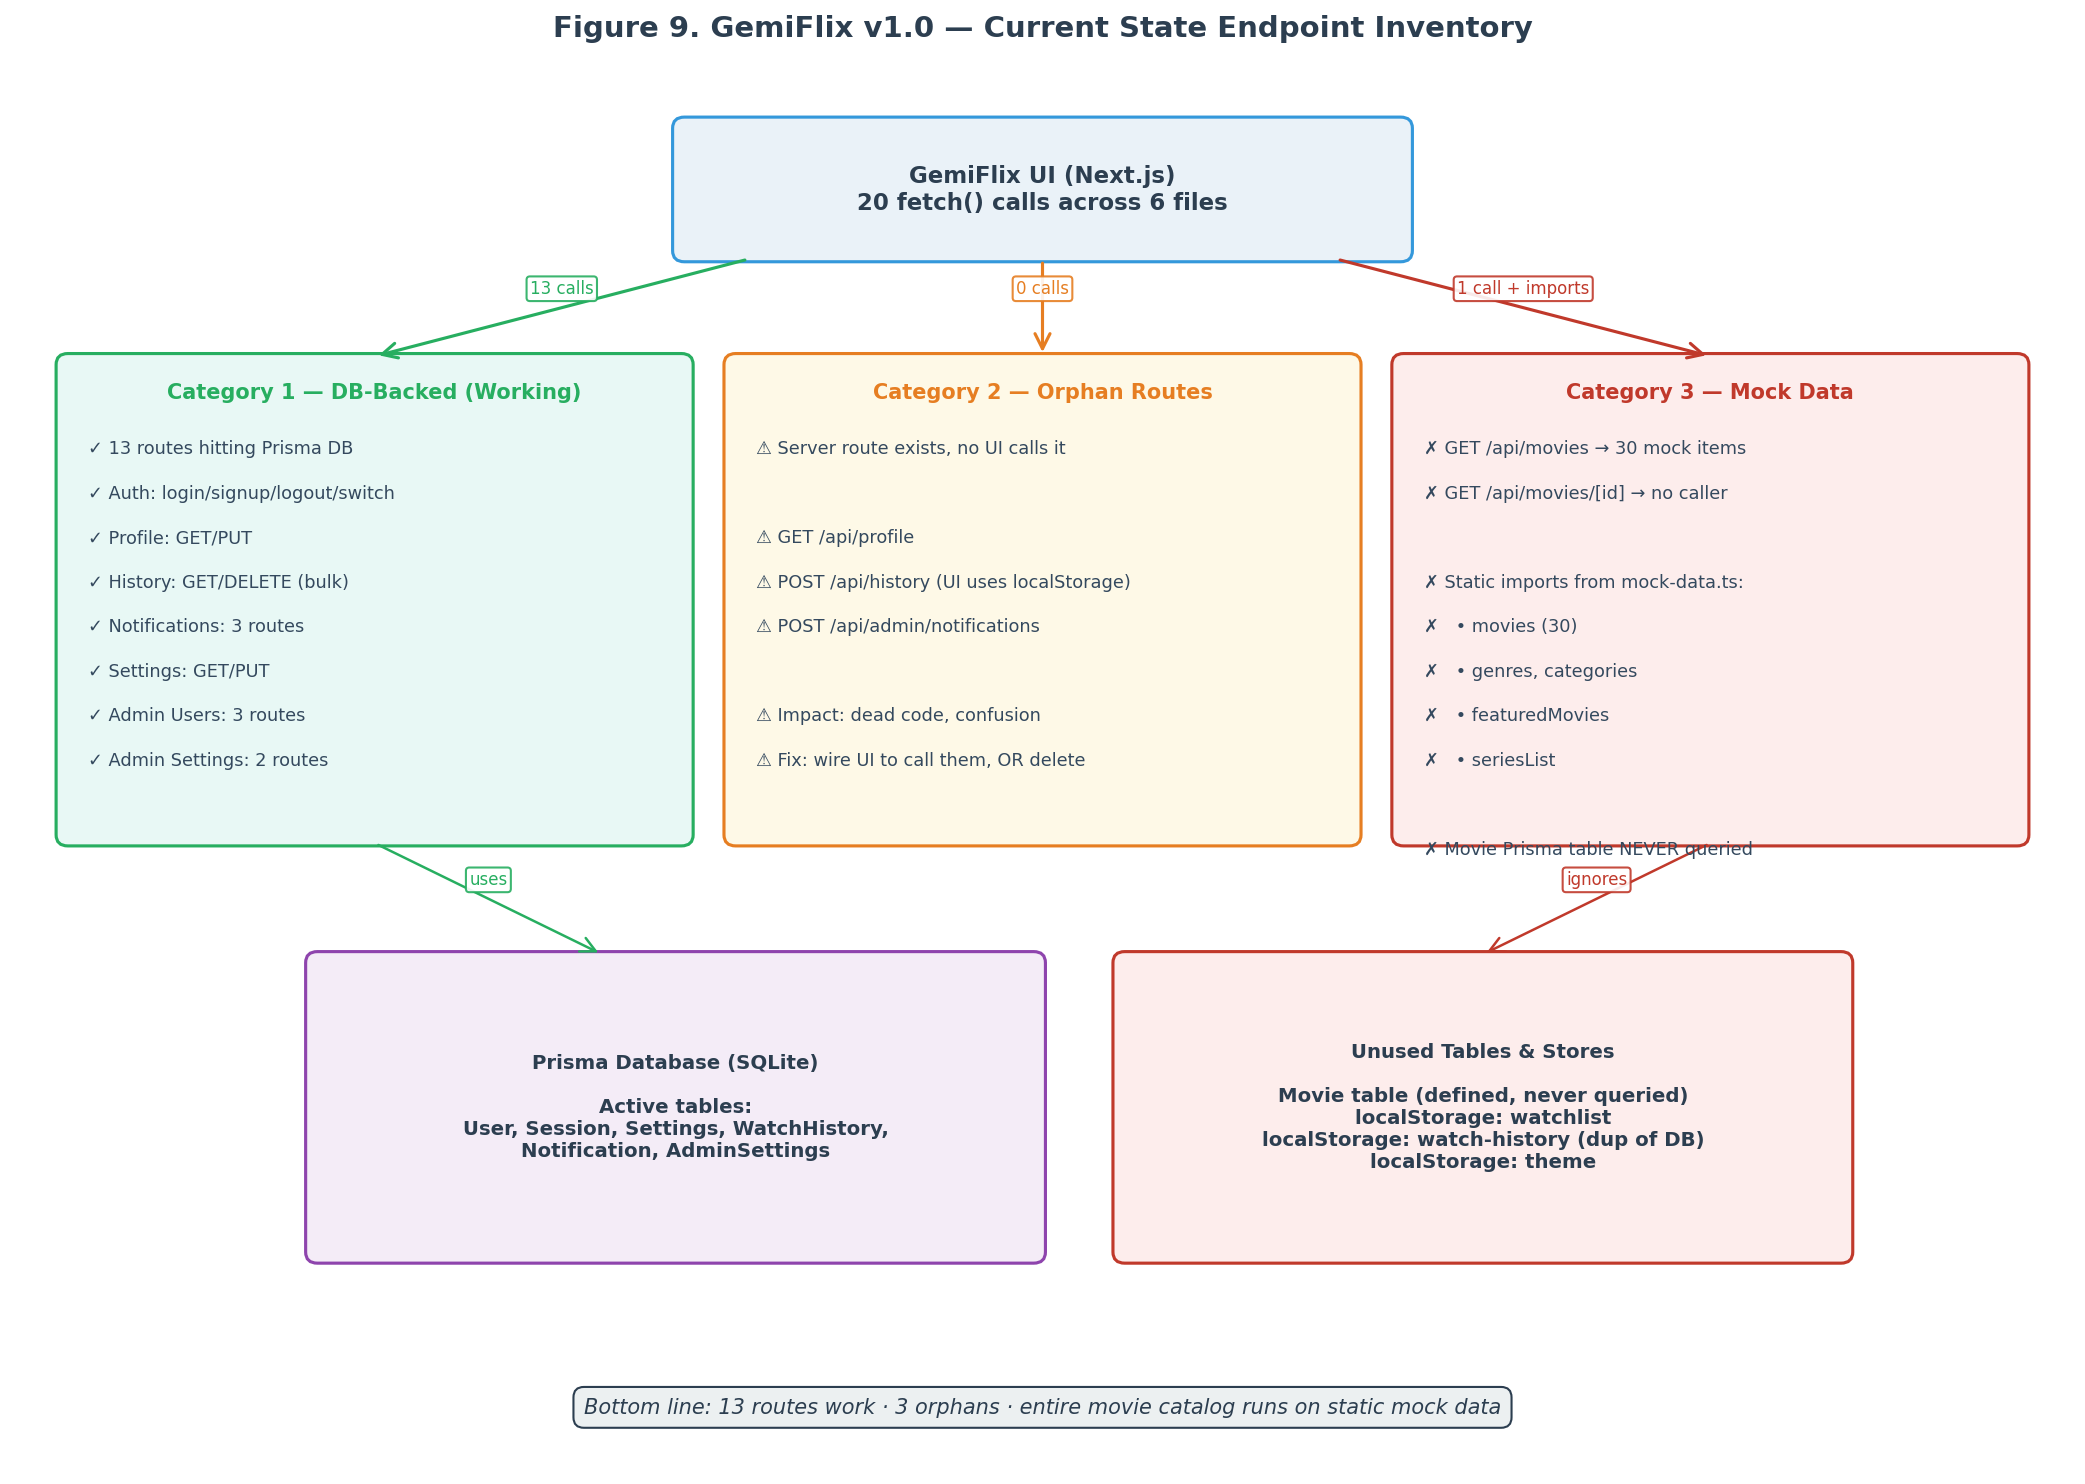 Figure 9. GemiFlix v1.0 — Current State Endpoint Inventory
GemiFlix UI (Next.js)
20 fetch() calls across 6 files
13 calls
0 calls
1 call + imports
Category 1 — DB-Backed (Working)
✓ 13 routes hitting Prisma DB
✓ Auth: login/signup/logout/switch
✓ Profile: GET/PUT
✓ History: GET/DELETE (bulk)
✓ Notifications: 3 routes
✓ Settings: GET/PUT
✓ Admin Users: 3 routes
✓ Admin Settings: 2 routes
Category 2 — Orphan Routes
⚠ Server route exists, no UI calls it
⚠ GET /api/profile
⚠ POST /api/history (UI uses localStorage)
⚠ POST /api/admin/notifications
⚠ Impact: dead code, confusion
⚠ Fix: wire UI to call them, OR delete
Category 3 — Mock Data
✗ GET /api/movies → 30 mock items
✗ GET /api/movies/[id] → no caller
✗ Static imports from mock-data.ts:
✗ • movies (30)
✗ • genres, categories
✗ • featuredMovies
✗ • seriesList
✗ Movie Prisma table NEVER queried
uses
ignores
Prisma Database (SQLite)
Active tables:
User, Session, Settings, WatchHistory,
Notification, AdminSettings
Unused Tables & Stores
Movie table (defined, never queried)
localStorage: watchlist
localStorage: watch-history (dup of DB)
localStorage: theme
Bottom line: 13 routes work · 3 orphans · entire movie catalog runs on static mock data